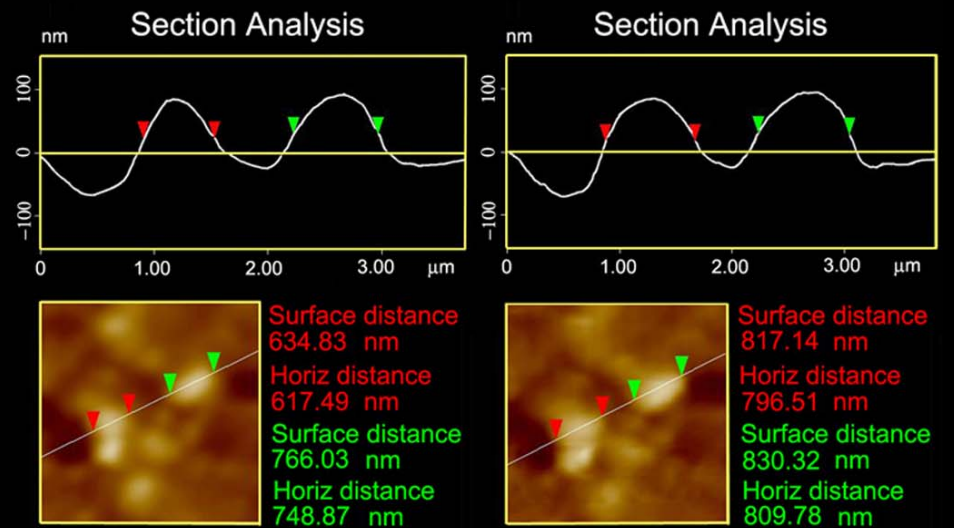 Section Analysis
nm
100
0
−100
0 1.00 2.00 3.00 μm
Surface distance
634.83 nm
Horiz distance
617.49 nm
Surface distance
766.03 nm
Horiz distance
748.87 nm
Section Analysis
nm
100
0
−100
0 1.00 2.00 3.00 μm
Surface distance
817.14 nm
Horiz distance
796.51 nm
Surface distance
830.32 nm
Horiz distance
809.78 nm